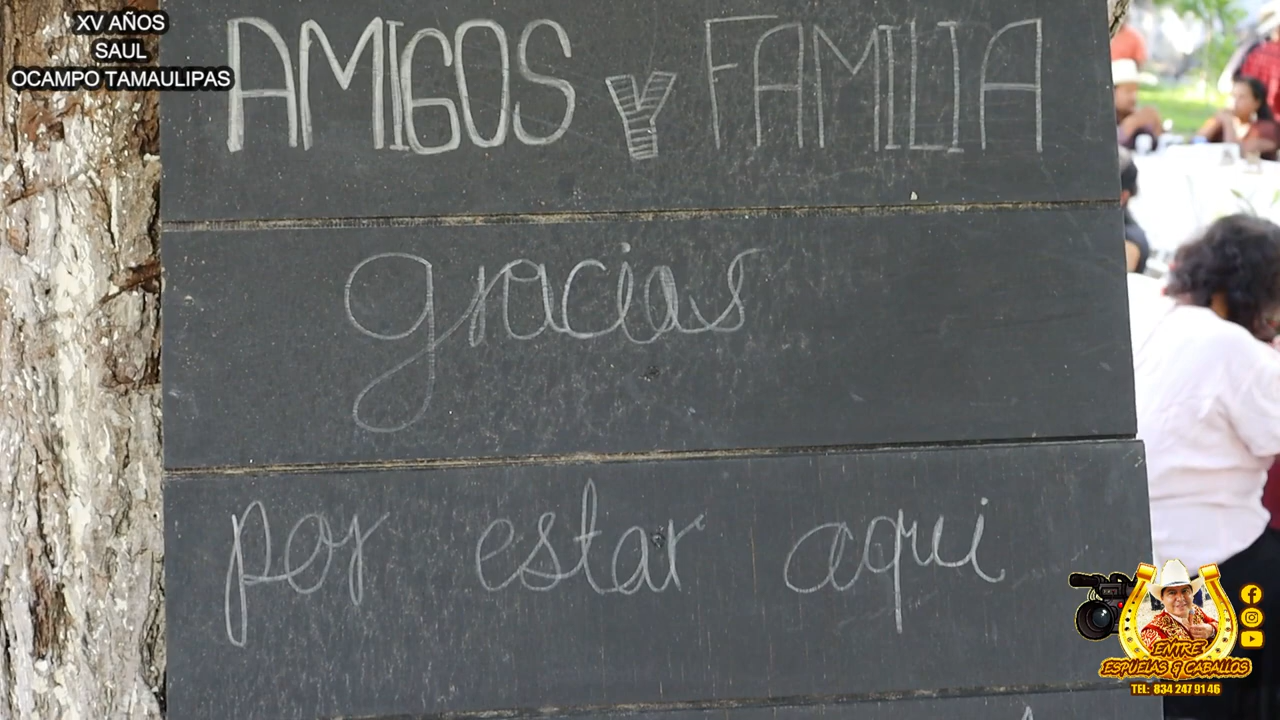 XV AÑOS
SAUL
OCAMPO TAMAULIPAS
AMIGOS Y FAMILIA
gracias
por estar aqui
ENTRE
ESPUELAS y CABALLOS
TEL: 834 247 91 46